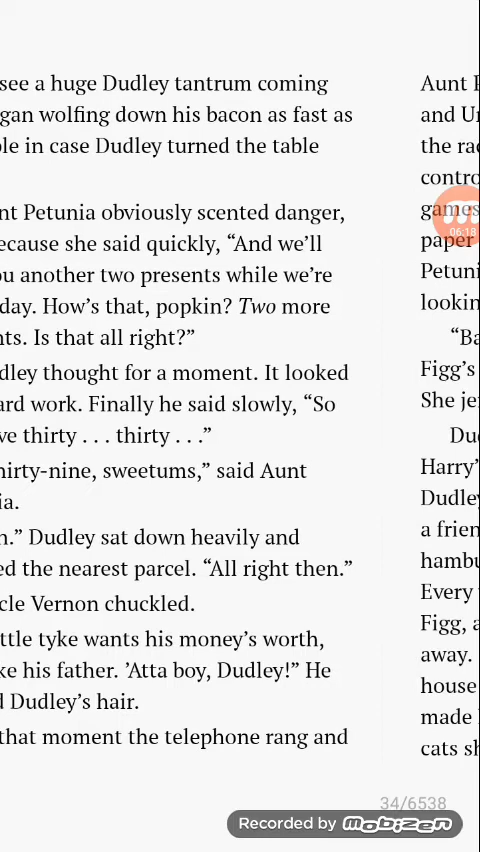 see a huge Dudley tantrum coming
gan wolfing down his bacon as fast as
le in case Dudley turned the table
nt Petunia obviously scented danger,
ecause she said quickly, “And we’ll
ou another two presents while we’re
day. How’s that, popkin? Two more
nts. Is that all right?”
dley thought for a moment. It looked
ard work. Finally he said slowly, “So
ve thirty . . . thirty . . .”
hirty-nine, sweetums,” said Aunt
ia.
h.” Dudley sat down heavily and
ed the nearest parcel. “All right then.”
cle Vernon chuckled.
ttle tyke wants his money’s worth,
ke his father. ’Atta boy, Dudley!” He
d Dudley’s hair.
that moment the telephone rang and
Aunt P
and Un
the rac
contro
games
paper
Petuni
lookin
“Ba
Figg’s
She je
Du
Harry’
Dudley
a frien
hambu
Every
Figg, a
away.
house
made
cats sh
06:18
34/6538
Recorded by mobizen